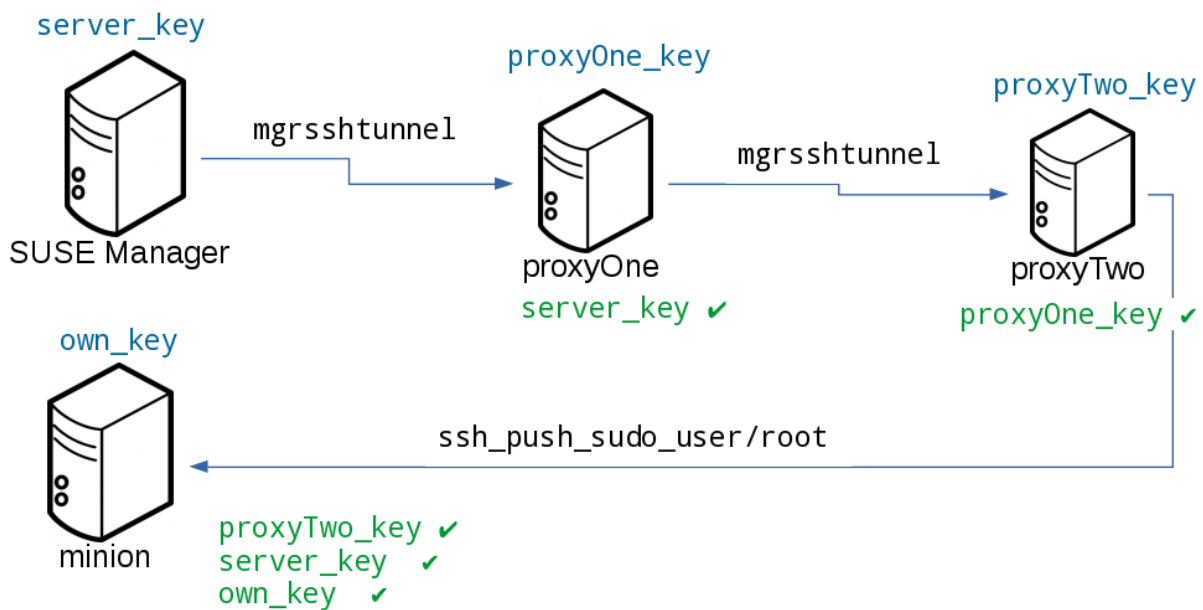 server_key
proxyOne_key
proxyTwo_key
mgrsshtunnel
mgrsshtunnel
SUSE Manager
proxyOne
proxyTwo
server_key ✔
proxyOne_key ✔
own_key
ssh_push_sudo_user/root
minion
proxyTwo_key ✔
server_key ✔
own_key ✔